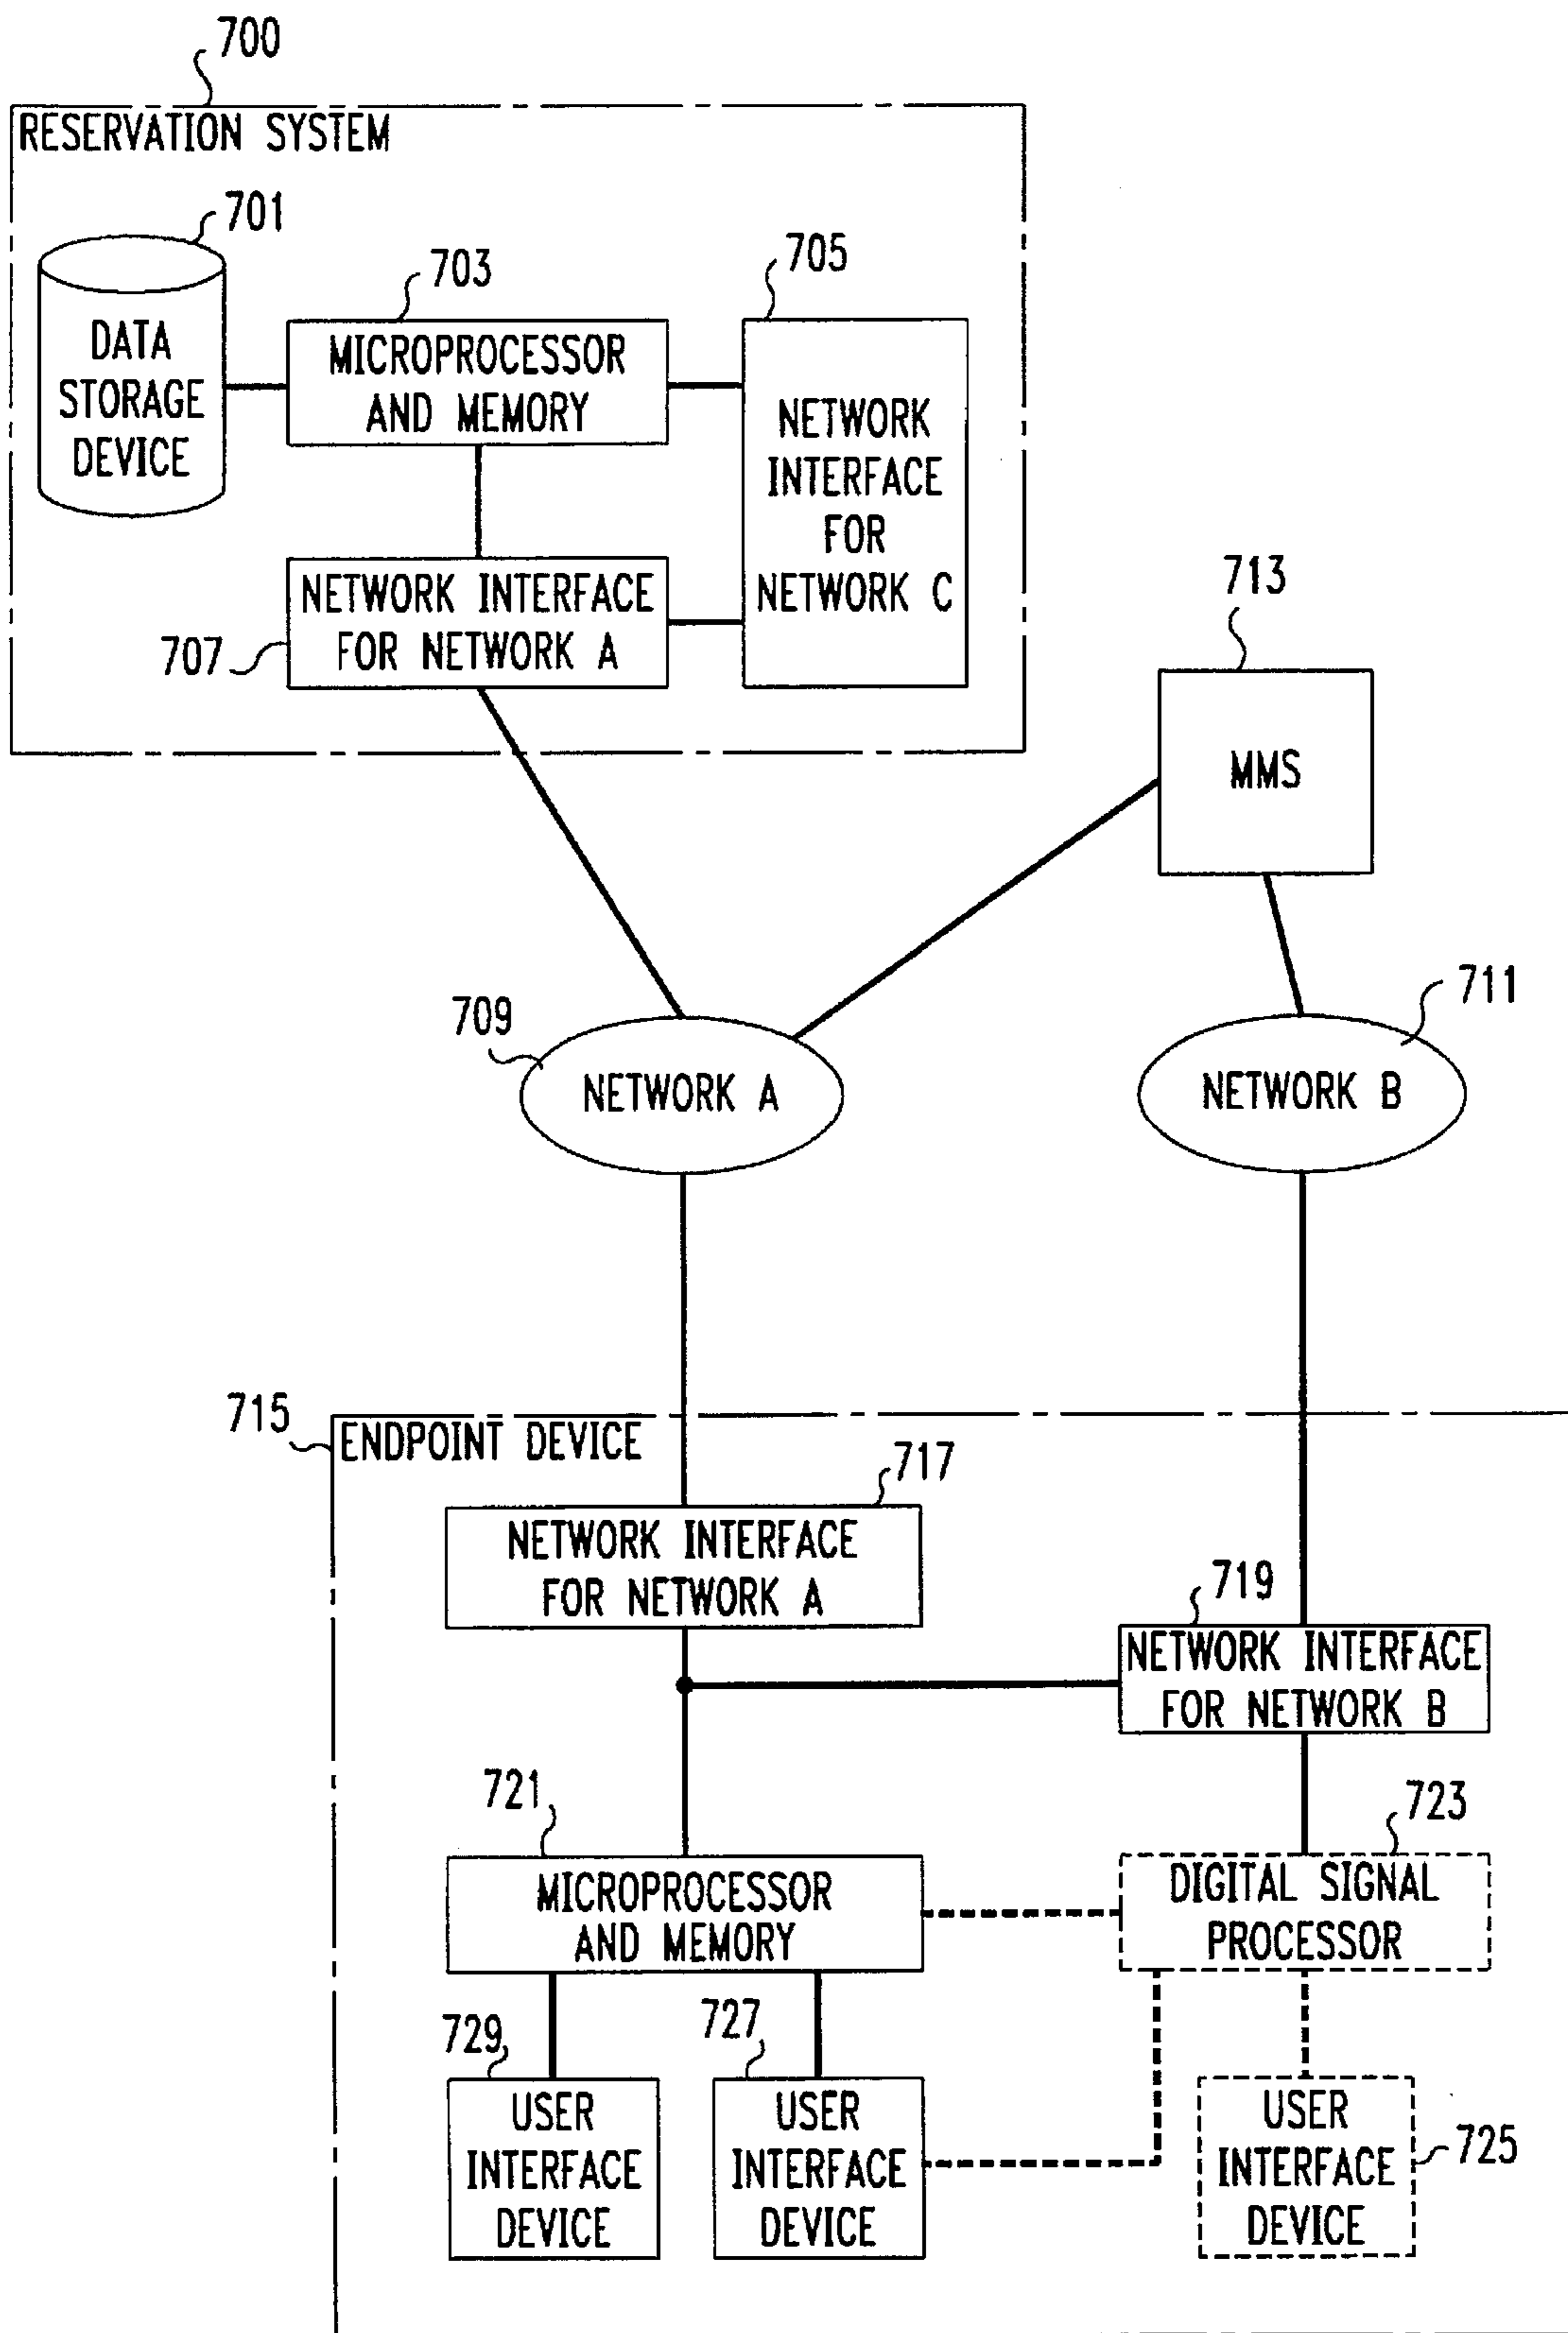 700
RESERVATION SYSTEM
701
703
705
DATA
STORAGE
DEVICE
MICROPROCESSOR
AND MEMORY
NETWORK
INTERFACE
FOR
NETWORK C
NETWORK INTERFACE
FOR NETWORK A
707
713
MMS
709
711
NETWORK A
NETWORK B
715
ENDPOINT DEVICE
717
NETWORK INTERFACE
FOR NETWORK A
719
NETWORK INTERFACE
FOR NETWORK B
721
723
MICROPROCESSOR
AND MEMORY
DIGITAL SIGNAL
PROCESSOR
729
727
USER
INTERFACE
DEVICE
USER
INTERFACE
DEVICE
USER
INTERFACE
DEVICE
725